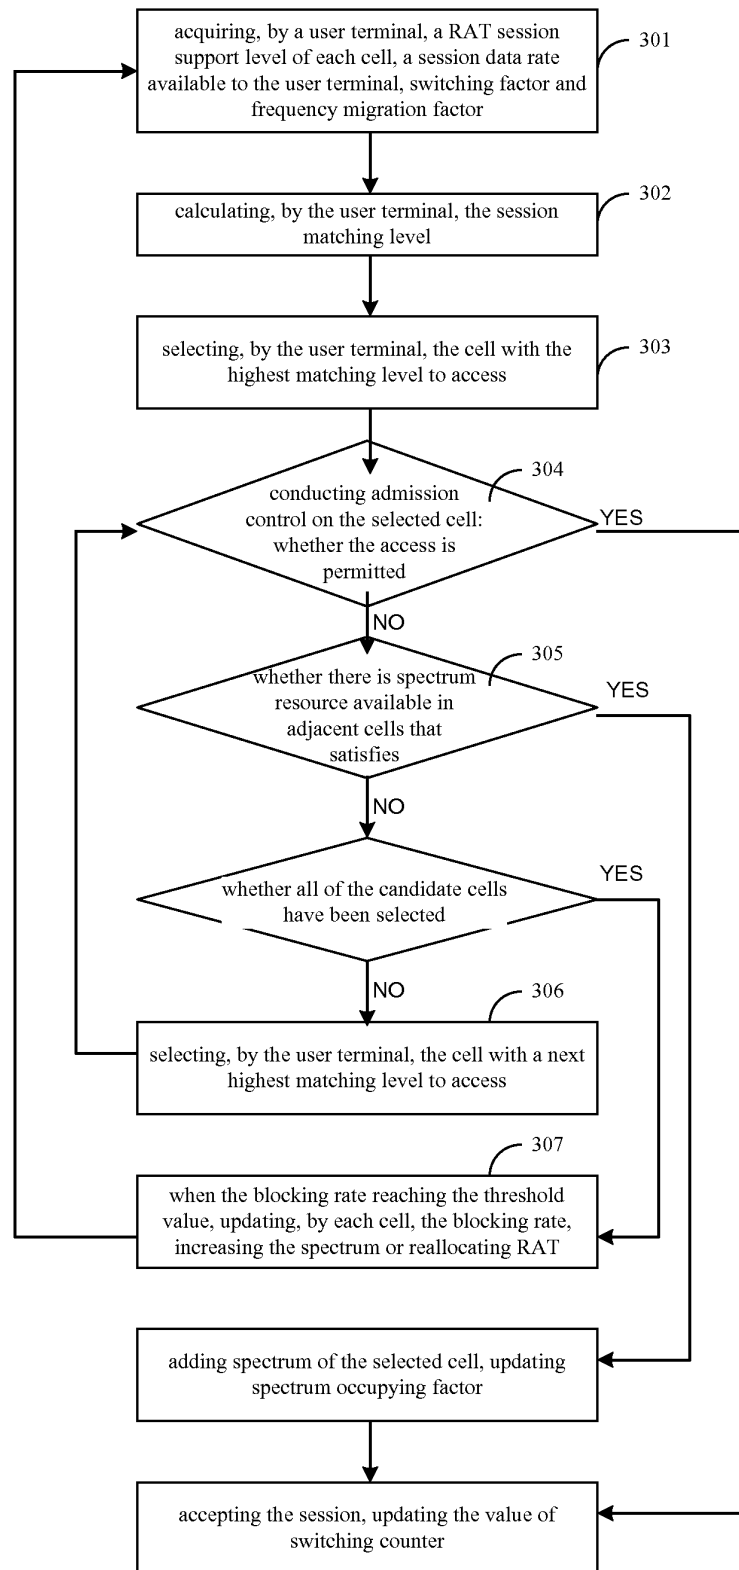 acquiring, by a user terminal, a RAT session
support level of each cell, a session data rate
available to the user terminal, switching factor and
frequency migration factor
301
calculating, by the user terminal, the session
matching level
302
selecting, by the user terminal, the cell with the
highest matching level to access
303
304
conducting admission
control on the selected cell:
whether the access is
permitted
YES
NO
305
whether there is spectrum
resource available in
adjacent cells that
satisfies
YES
NO
whether all of the candidate cells
have been selected
YES
NO
306
selecting, by the user terminal, the cell with a next
highest matching level to access
307
when the blocking rate reaching the threshold
value, updating, by each cell, the blocking rate,
increasing the spectrum or reallocating RAT
adding spectrum of the selected cell, updating
spectrum occupying factor
accepting the session, updating the value of
switching counter